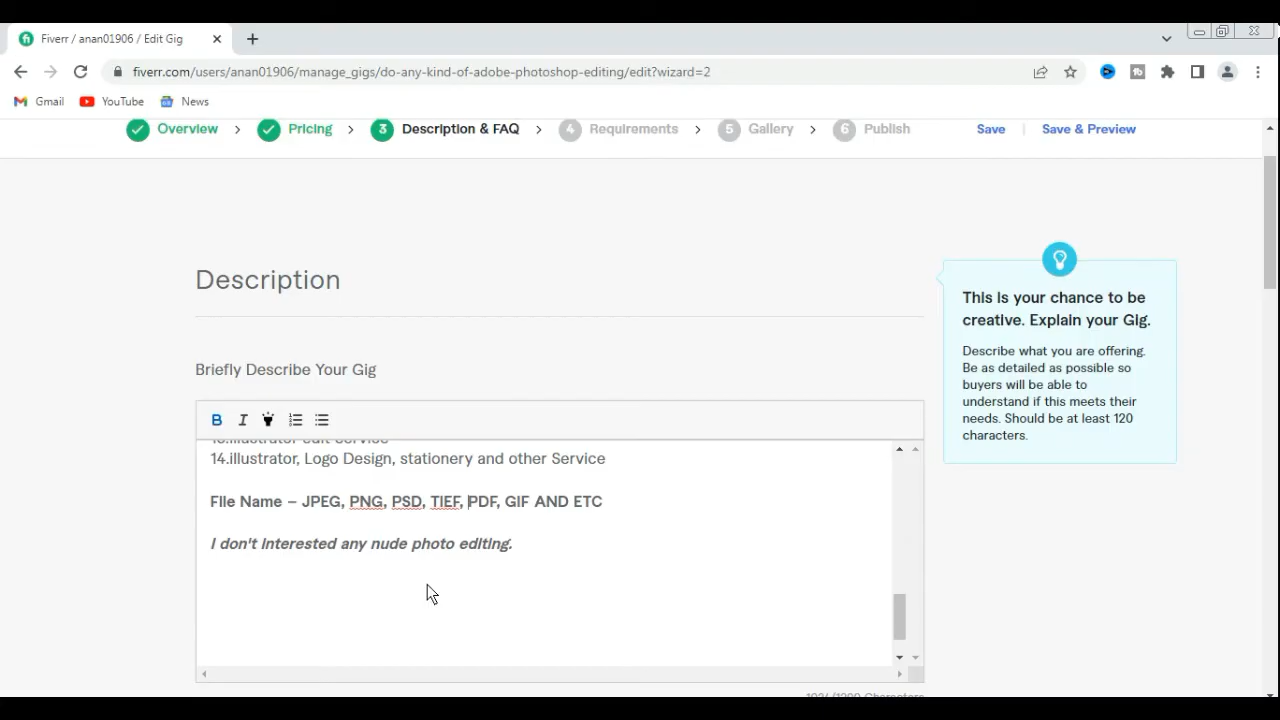 Fiverr / anan01906 / Edit Gig
fiverr.com/users/anan01906/manage_gigs/do-any-kind-of-adobe-photoshop-editing/edit?wizard=2
Gmail YouTube News
Overview Pricing 3 Description & FAQ 4 Requirements 5 Gallery 6 Publish Save Save & Preview
Description
This is your chance to be
creative. Explain your Gig.
Describe what you are offering.
Be as detailed as possible so
buyers will be able to
understand if this meets their
needs. Should be at least 120
characters.
Briefly Describe Your Gig
B I
14.illustrator, Logo Design, stationery and other Service
File Name – JPEG, PNG, PSD, TIEF, PDF, GIF AND ETC
I don't interested any nude photo editing.